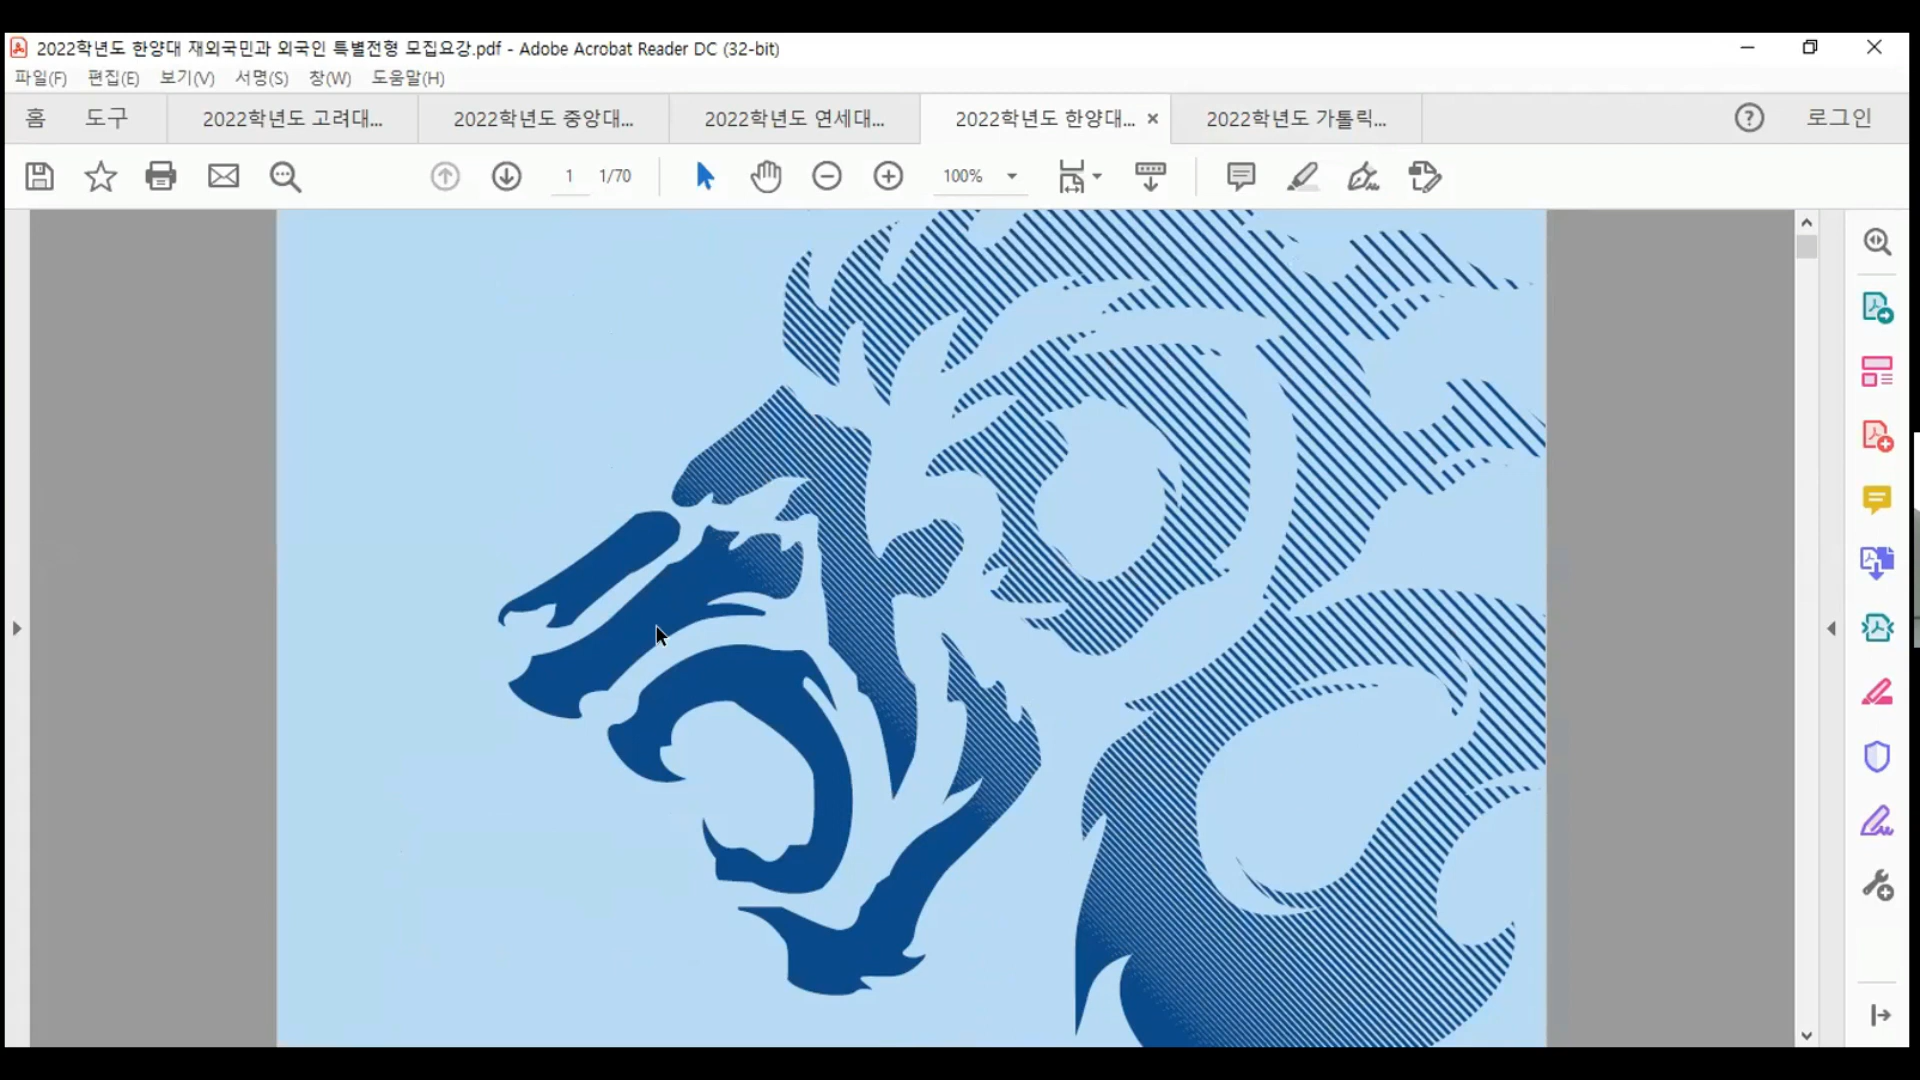 2022학년도 한양대 재외국민과 외국인 특별전형 모집요강.pdf - Adobe Acrobat Reader DC (32-bit)
파일(F) 편집(E) 보기(V) 서명(S) 창(W) 도움말(H)
홈 도구 2022학년도 고려대... 2022학년도 중앙대... 2022학년도 연세대... 2022학년도 한양대... 2022학년도 가톨릭... 로그인
1 1/70 100%